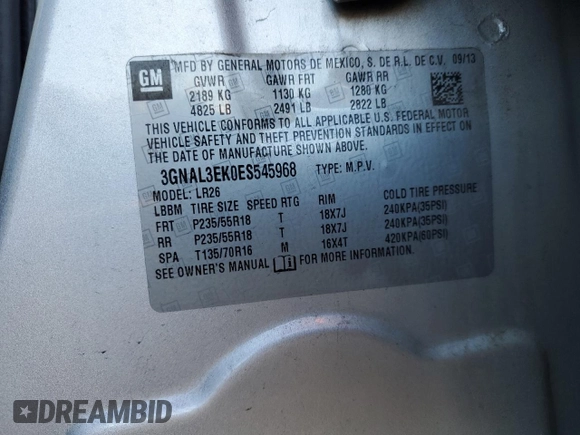 GM
MFD BY GENERAL MOTORS DE MEXICO, S. DE R.L. DE C.V. 09/13
GVWR GAWR FRT GAWR RR
2189 KG 1130 KG 1280 KG
4825 LB 2491 LB 2822 LB
THIS VEHICLE CONFORMS TO ALL APPLICABLE U.S. FEDERAL MOTOR
VEHICLE SAFETY AND THEFT PREVENTION STANDARDS IN EFFECT ON THE
DATE OF MANUFACTURE SHOWN ABOVE.
3GNAL3EK0ES545968 TYPE: M.P.V.
MODEL: LR26
LBBM TIRE SIZE SPEED RTG RIM COLD TIRE PRESSURE
FRT P235/55R18 T 18X7J 240KPA(35PSI)
RR P235/55R18 T 18X7J 240KPA(35PSI)
SPA T135/70R16 M 16X4T 420KPA(60PSI)
SEE OWNER'S MANUAL FOR MORE INFORMATION.
DREAMBID